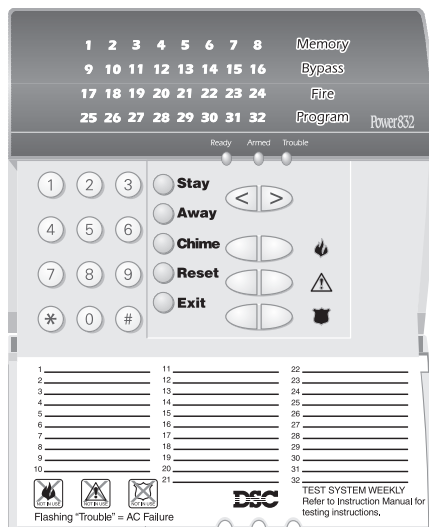 1 2 3 4 5 6 7 8 Memory
9 10 11 12 13 14 15 16 Bypass
17 18 19 20 21 22 23 24 Fire
25 26 27 28 29 30 31 32 Program
Power832
Ready Armed Trouble
1 2 3 Stay < >
Away
4 5 6 Chime
7 8 9 Reset
* 0 # Exit
1 11 22
2 12 23
3 13 24
4 14 25
5 15 26
6 16 27
7 17 28
8 18 29
9 19 30
10 20 31
21 32
NOT IN USE NOT IN USE NOT IN USE
DSC
TEST SYSTEM WEEKLY
Refer to Instruction Manual for
testing instructions.
Flashing "Trouble" = AC Failure